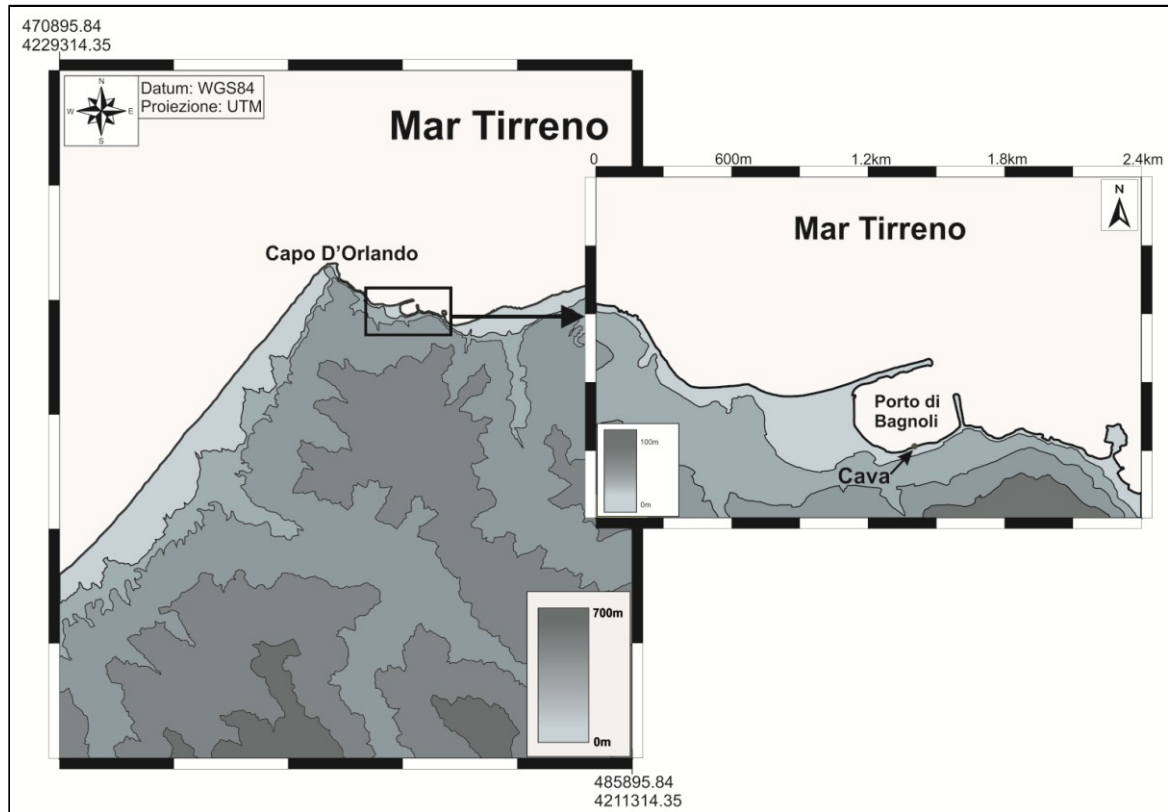 470895.84
4229314.35
N
W
E
S
Datum: WGS84
Proiezione: UTM
Mar Tirreno
Capo D'Orlando
700m
0m
485895.84
4211314.35
0
600m
1.2km
1.8km
2.4km
N
Mar Tirreno
Porto di
Bagnoli
Cava
100m
0m